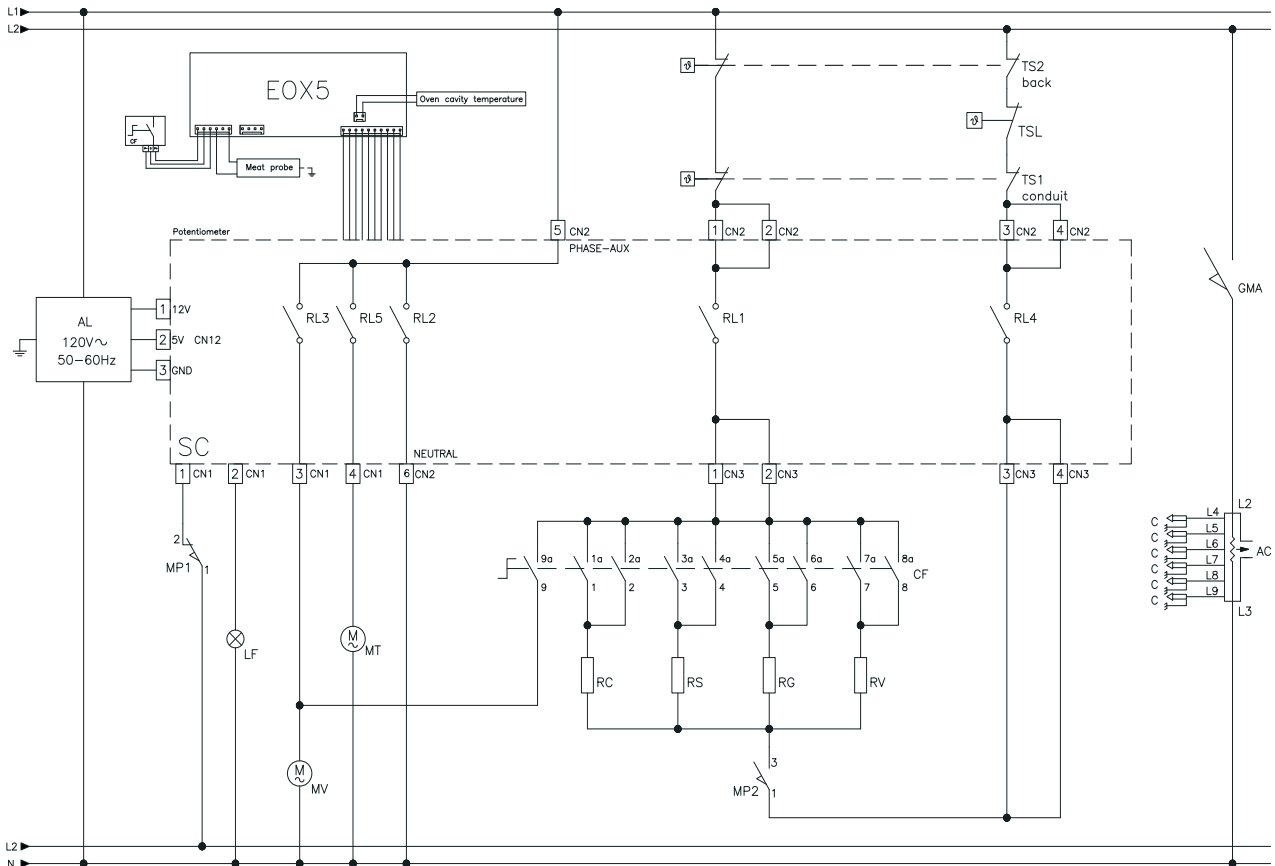 L1
L2
EOX5
Oven cavity temperature
CF
Meat probe
ϑ
TS2
back
ϑ
TSL
ϑ
TS1
conduit
Potentiometer
5 CN2
PHASE-AUX
1 CN2
2 CN2
3 CN2
4 CN2
GMA
AL
120V~
50-60Hz
1 12V
2 5V CN12
3 GND
RL3
RL5
RL2
RL1
RL4
SC
NEUTRAL
1 CN1
2 CN1
3 CN1
4 CN1
6 CN2
1 CN3
2 CN3
3 CN3
4 CN3
L2
C L4
C L5
C L6
AC
C L7
C L8
C L9
L3
2
MP1
1
9a
1a
2a
3a
4a
5a
6a
7a
8a
CF
9
1
2
3
4
5
6
7
8
LF
M
~
MT
RC
RS
RG
RV
M
~
MV
3
MP2
1
L2
N